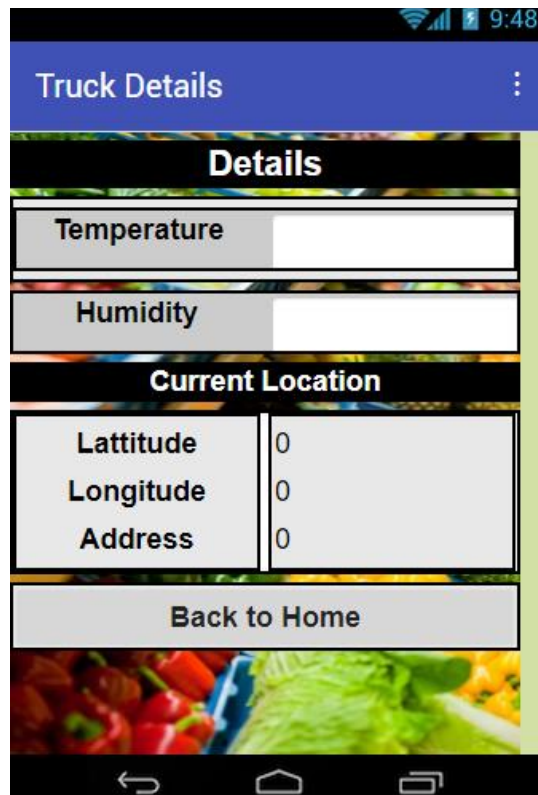 9:48
Truck Details
Details
Temperature
Humidity
Current Location
Lattitude 0
Longitude 0
Address 0
Back to Home